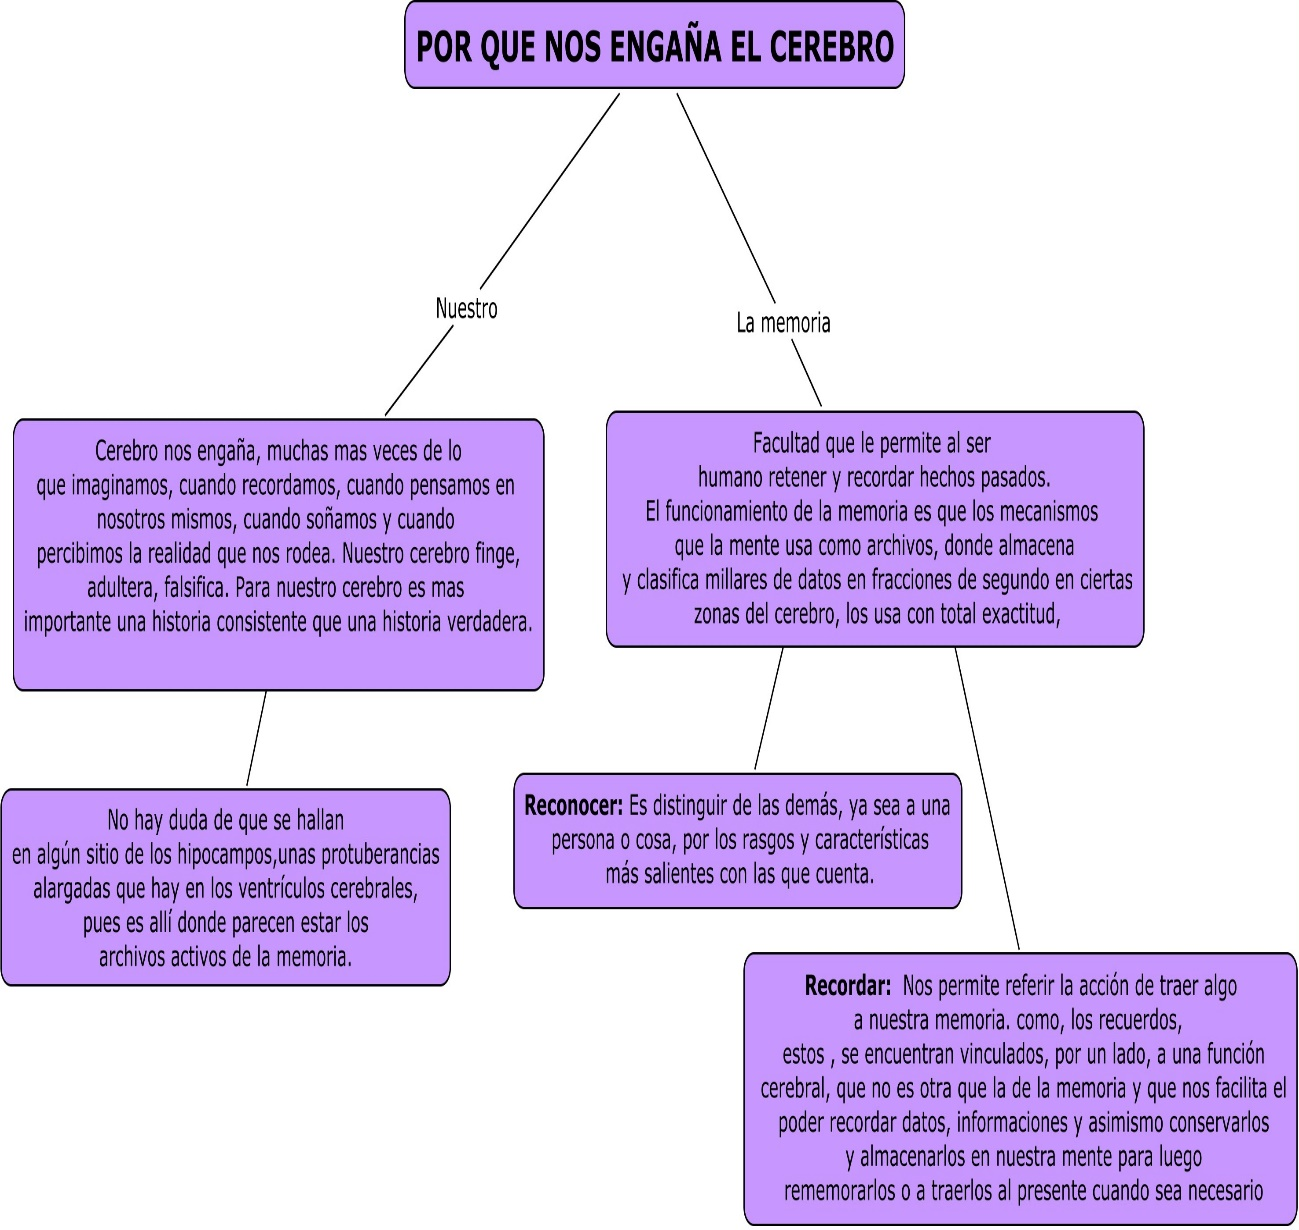 POR QUE NOS ENGAÑA EL CEREBRO
Nuestro
La memoria
Cerebro nos engaña, muchas mas veces de lo
que imaginamos, cuando recordamos, cuando pensamos en
nosotros mismos, cuando soñamos y cuando
percibimos la realidad que nos rodea. Nuestro cerebro finge,
adultera, falsifica. Para nuestro cerebro es mas
importante una historia consistente que una historia verdadera.
Facultad que le permite al ser
humano retener y recordar hechos pasados.
El funcionamiento de la memoria es que los mecanismos
que la mente usa como archivos, donde almacena
y clasifica millares de datos en fracciones de segundo en ciertas
zonas del cerebro, los usa con total exactitud,
No hay duda de que se hallan
en algún sitio de los hipocampos,unas protuberancias
alargadas que hay en los ventrículos cerebrales,
pues es allí donde parecen estar los
archivos activos de la memoria.
Reconocer: Es distinguir de las demás, ya sea a una
persona o cosa, por los rasgos y características
más salientes con las que cuenta.
Recordar: Nos permite referir la acción de traer algo
a nuestra memoria. como, los recuerdos,
estos , se encuentran vinculados, por un lado, a una función
cerebral, que no es otra que la de la memoria y que nos facilita el
poder recordar datos, informaciones y asimismo conservarlos
y almacenarlos en nuestra mente para luego
rememorarlos o a traerlos al presente cuando sea necesario